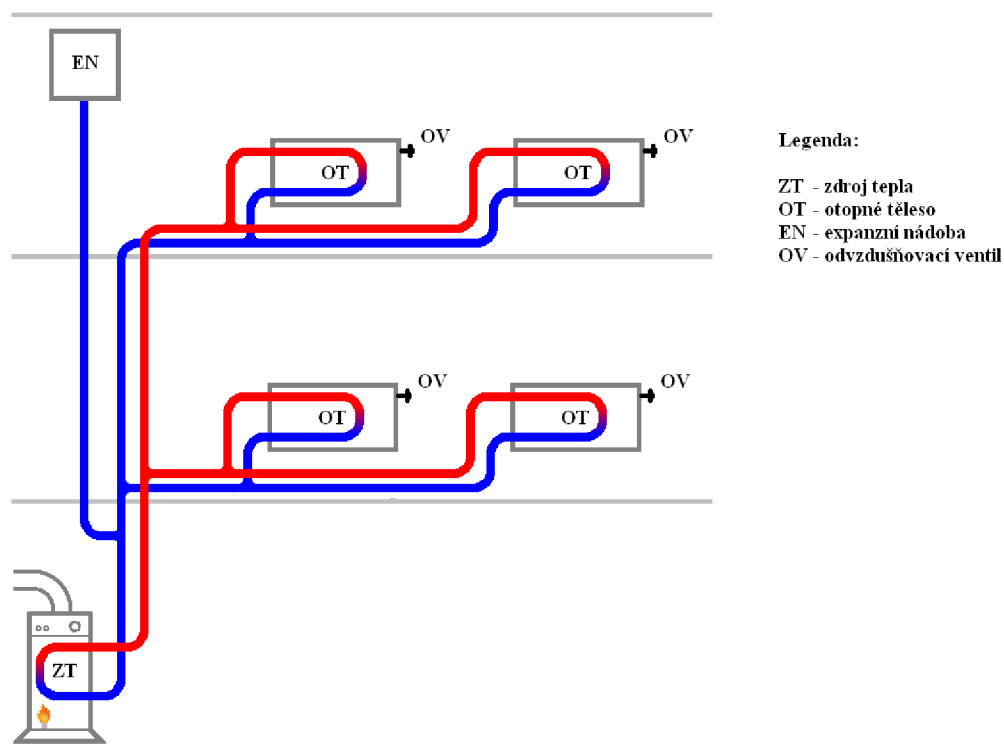 EN
OV
OV
OT
OT
Legenda:
ZT - zdroj tepla
OT - otopné těleso
EN - expanzní nádoba
OV - odvzdušňovací ventil
OV
OV
OT
OT
ZT